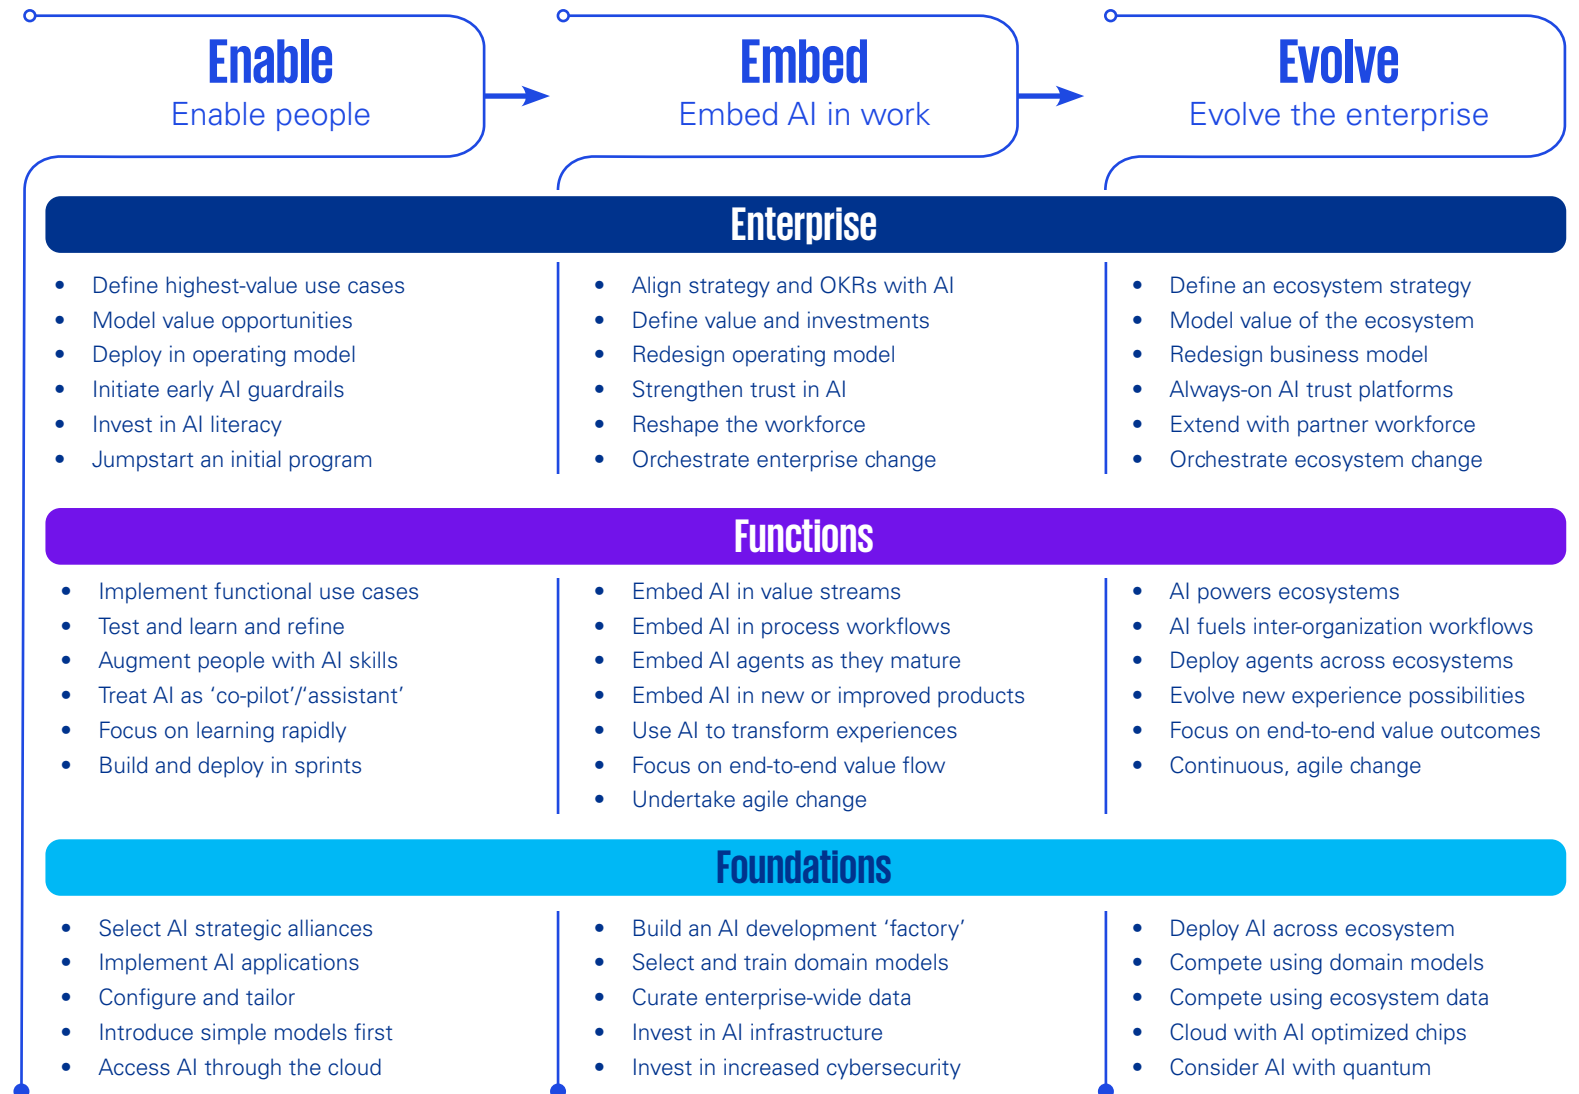 Enable
Enable people
Embed
Embed AI in work
Evolve
Evolve the enterprise
Enterprise
• Define highest-value use cases
• Model value opportunities
• Deploy in operating model
• Initiate early AI guardrails
• Invest in AI literacy
• Jumpstart an initial program
• Align strategy and OKRs with AI
• Define value and investments
• Redesign operating model
• Strengthen trust in AI
• Reshape the workforce
• Orchestrate enterprise change
• Define an ecosystem strategy
• Model value of the ecosystem
• Redesign business model
• Always-on AI trust platforms
• Extend with partner workforce
• Orchestrate ecosystem change
Functions
• Implement functional use cases
• Test and learn and refine
• Augment people with AI skills
• Treat AI as ‘co-pilot’/‘assistant’
• Focus on learning rapidly
• Build and deploy in sprints
• Embed AI in value streams
• Embed AI in process workflows
• Embed AI agents as they mature
• Embed AI in new or improved products
• Use AI to transform experiences
• Focus on end-to-end value flow
• Undertake agile change
• AI powers ecosystems
• AI fuels inter-organization workflows
• Deploy agents across ecosystems
• Evolve new experience possibilities
• Focus on end-to-end value outcomes
• Continuous, agile change
Foundations
• Select AI strategic alliances
• Implement AI applications
• Configure and tailor
• Introduce simple models first
• Access AI through the cloud
• Build an AI development ‘factory’
• Select and train domain models
• Curate enterprise-wide data
• Invest in AI infrastructure
• Invest in increased cybersecurity
• Deploy AI across ecosystem
• Compete using domain models
• Compete using ecosystem data
• Cloud with AI optimized chips
• Consider AI with quantum